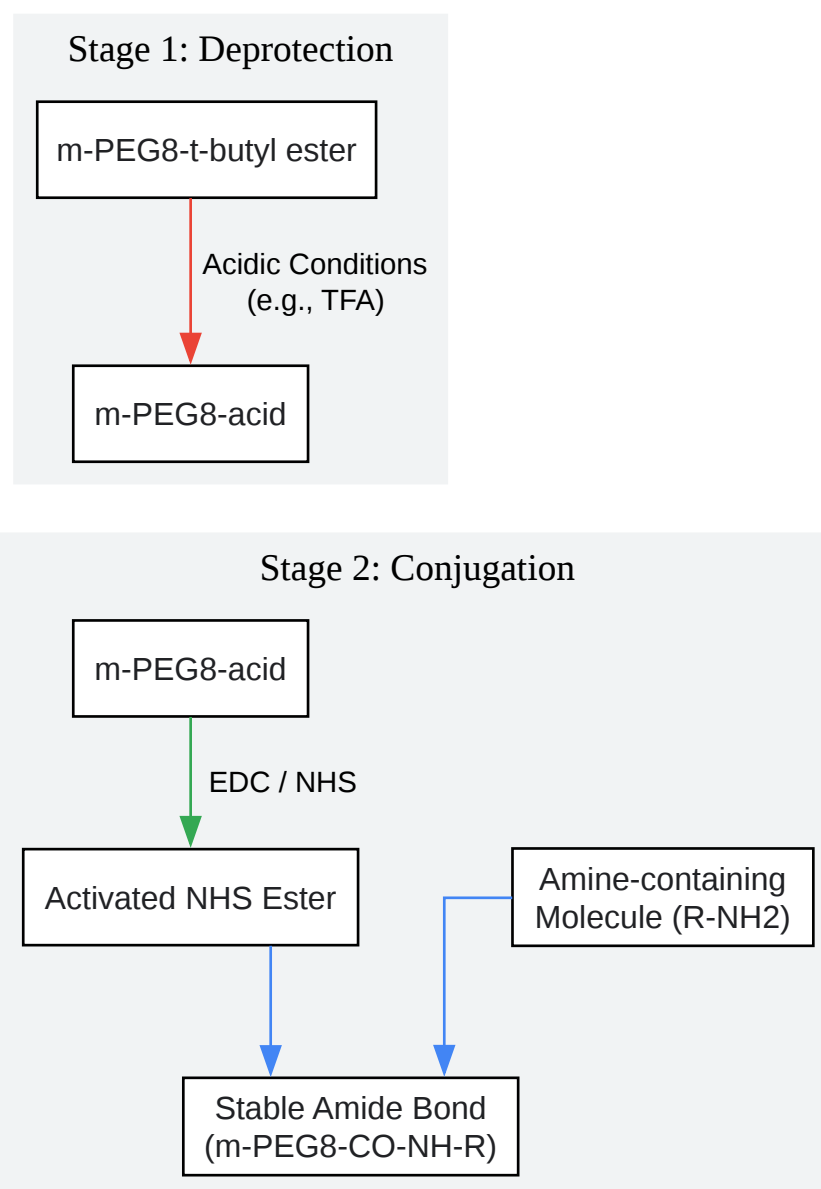 Stage 1: Deprotection
m-PEG8-t-butyl ester
Acidic Conditions
(e.g., TFA)
m-PEG8-acid
Stage 2: Conjugation
m-PEG8-acid
EDC / NHS
Activated NHS Ester
Amine-containing
Molecule (R-NH2)
Stable Amide Bond
(m-PEG8-CO-NH-R)